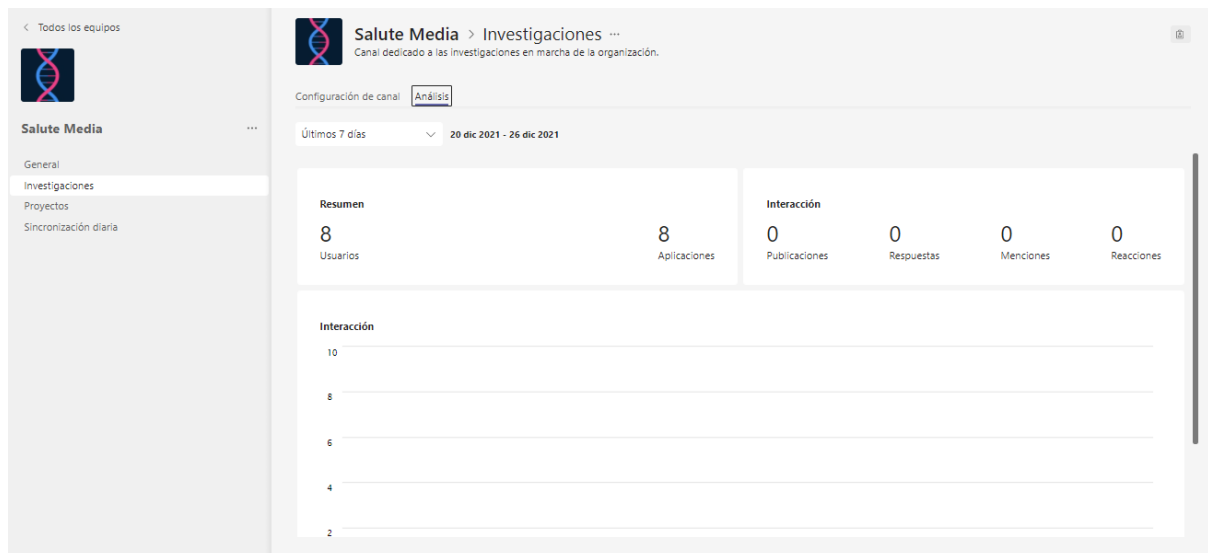 Todos los equipos
Salute Media
General
Investigaciones
Proyectos
Sincronización diaria
Salute Media > Investigaciones ...
Canal dedicado a las investigaciones en marcha de la organización.
Configuración de canal Análisis
Últimos 7 días 20 dic 2021 - 26 dic 2021
Resumen
8 8
Usuarios Aplicaciones
Interacción
0 0 0 0
Publicaciones Respuestas Menciones Reacciones
Interacción
10
8
6
4
2